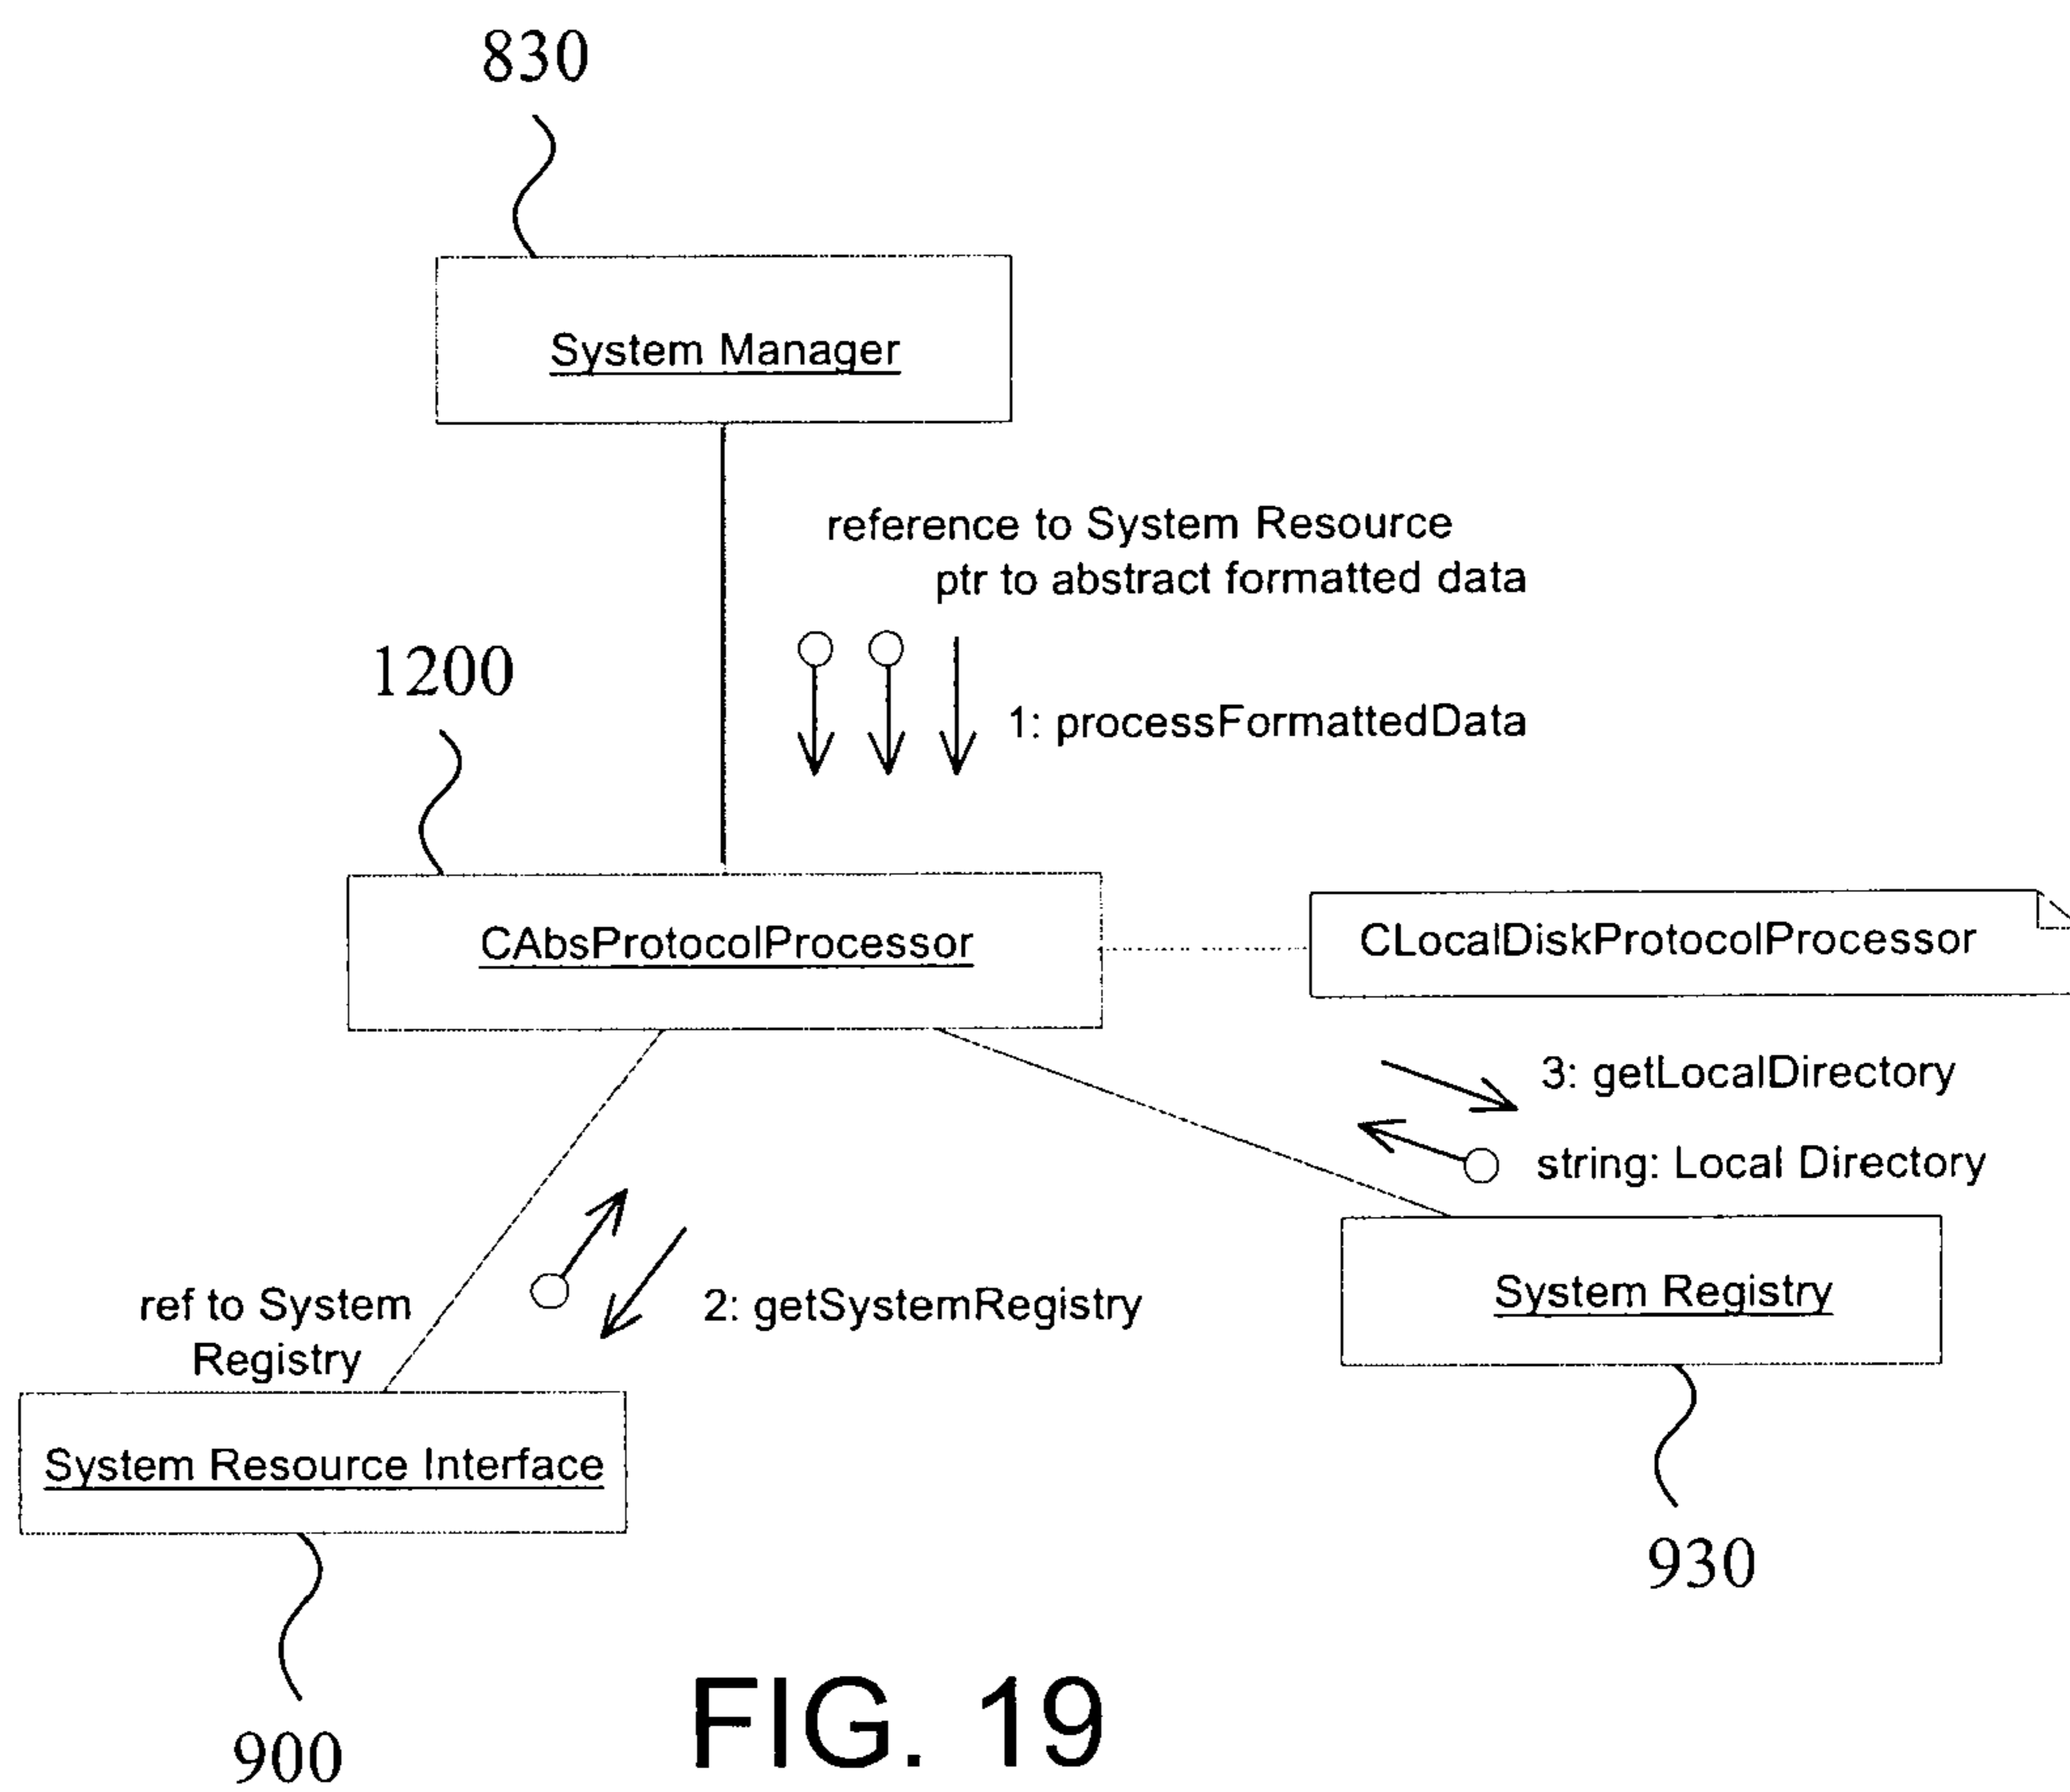 830
System Manager
reference to System Resource
ptr to abstract formatted data
1: processFormattedData
1200
CAbsProtocolProcessor
CLocalDiskProtocolProcessor
3: getLocalDirectory
string: Local Directory
2: getSystemRegistry
ref to System
Registry
System Registry
System Resource Interface
930
900
FIG. 19